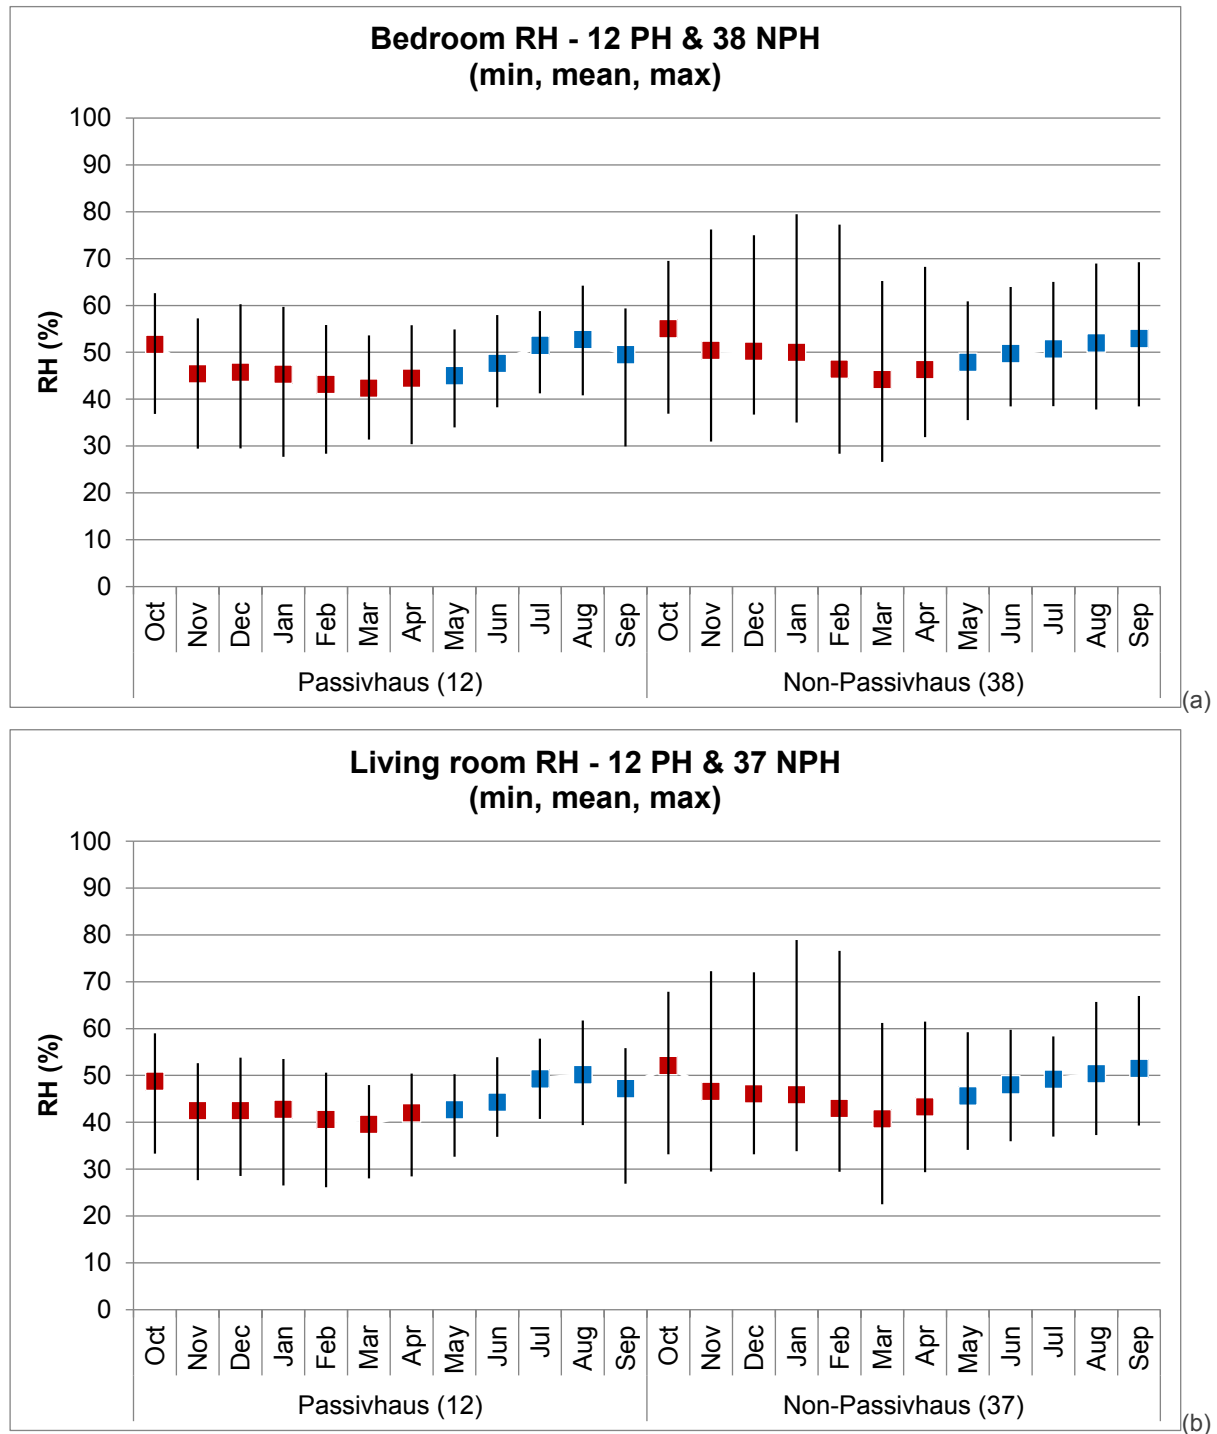 Bedroom RH - 12 PH & 38 NPH
(min, mean, max)
100
90
80
70
60
50
40
30
20
10
0
RH (%)
Oct Nov Dec Jan Feb Mar Apr May Jun Jul Aug Sep Oct Nov Dec Jan Feb Mar Apr May Jun Jul Aug Sep
Passivhaus (12) Non-Passivhaus (38)
(a)
Living room RH - 12 PH & 37 NPH
(min, mean, max)
100
90
80
70
60
50
40
30
20
10
0
RH (%)
Oct Nov Dec Jan Feb Mar Apr May Jun Jul Aug Sep Oct Nov Dec Jan Feb Mar Apr May Jun Jul Aug Sep
Passivhaus (12) Non-Passivhaus (37)
(b)